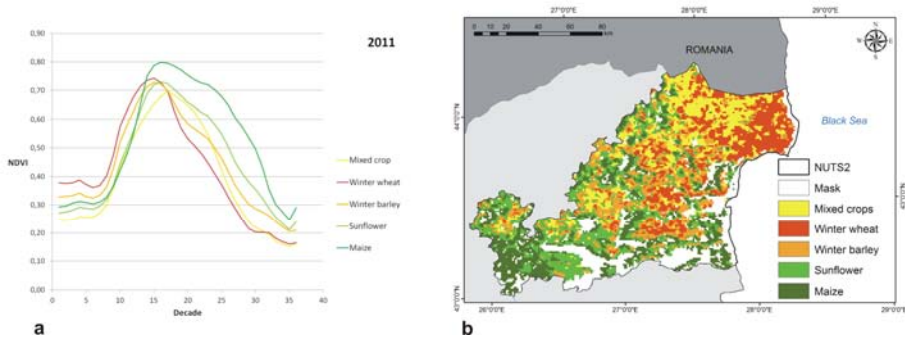 0,90
0,80
0,70
0,60
0,50
NDVI
0,40
0,30
0,20
0,10
0,00
0 5 10 15 20 25 30 35 40
Decade
2011
Mixed crop
Winter wheat
Winter barley
Sunflower
Maize
a
27°0'0"E 28°0'0"E 29°0'0"E
0 10 20 40 60 80
km
ROMANIA
N
W E
S
44°0'0"N
Black Sea
43°0'0"N
43°0'0"N
NUTS2
Mask
Mixed crops
Winter wheat
Winter barley
Sunflower
Maize
26°0'0"E 27°0'0"E 28°0'0"E 29°0'0"E
b